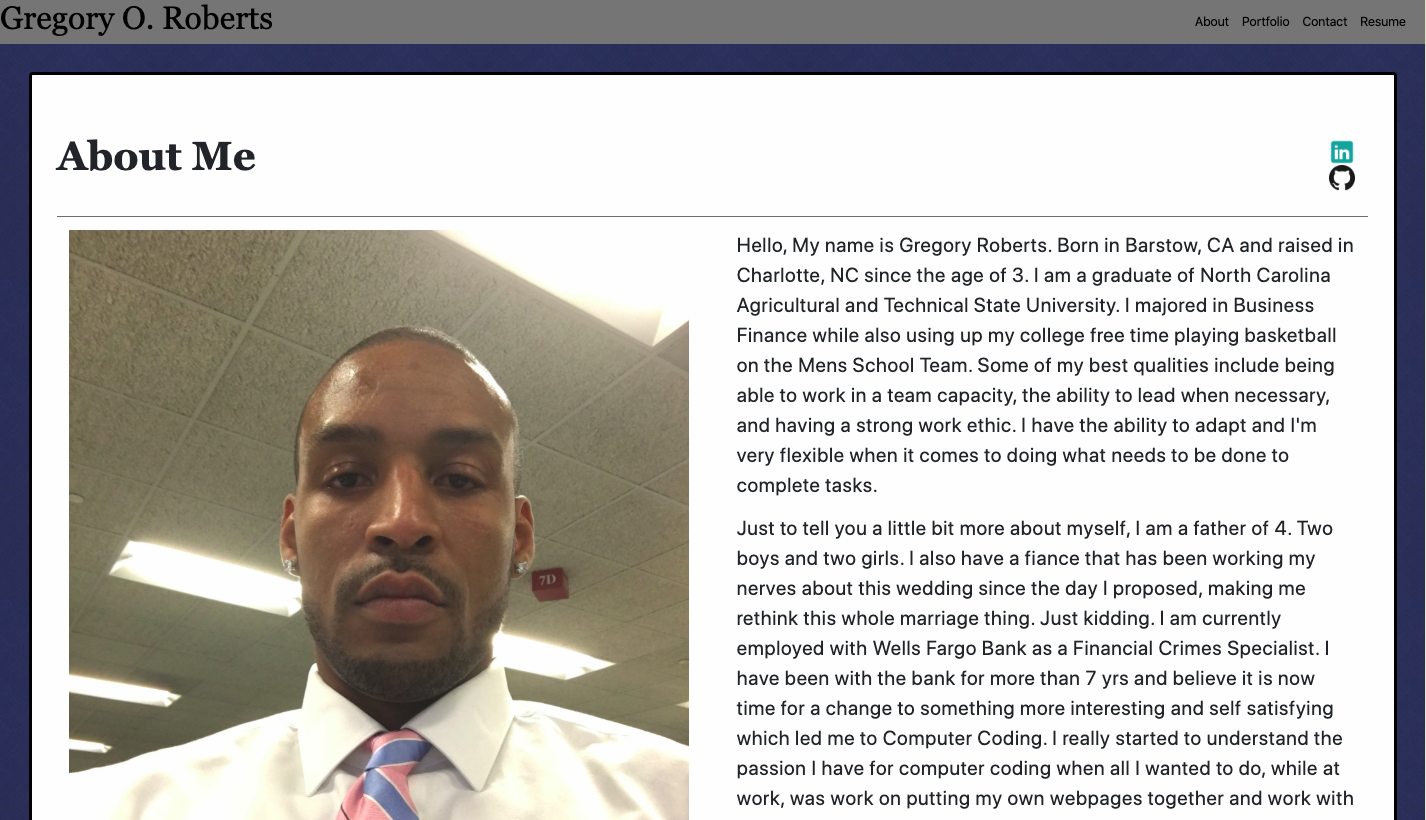 Gregory O. Roberts
About Portfolio Contact Resume
About Me
in
Hello, My name is Gregory Roberts. Born in Barstow, CA and raised in
Charlotte, NC since the age of 3. I am a graduate of North Carolina
Agricultural and Technical State University. I majored in Business
Finance while also using up my college free time playing basketball
on the Mens School Team. Some of my best qualities include being
able to work in a team capacity, the ability to lead when necessary,
and having a strong work ethic. I have the ability to adapt and I'm
very flexible when it comes to doing what needs to be done to
complete tasks.
Just to tell you a little bit more about myself, I am a father of 4. Two
boys and two girls. I also have a fiance that has been working my
nerves about this wedding since the day I proposed, making me
rethink this whole marriage thing. Just kidding. I am currently
employed with Wells Fargo Bank as a Financial Crimes Specialist. I
have been with the bank for more than 7 yrs and believe it is now
time for a change to something more interesting and self satisfying
which led me to Computer Coding. I really started to understand the
passion I have for computer coding when all I wanted to do, while at
work, was work on putting my own webpages together and work with
7D